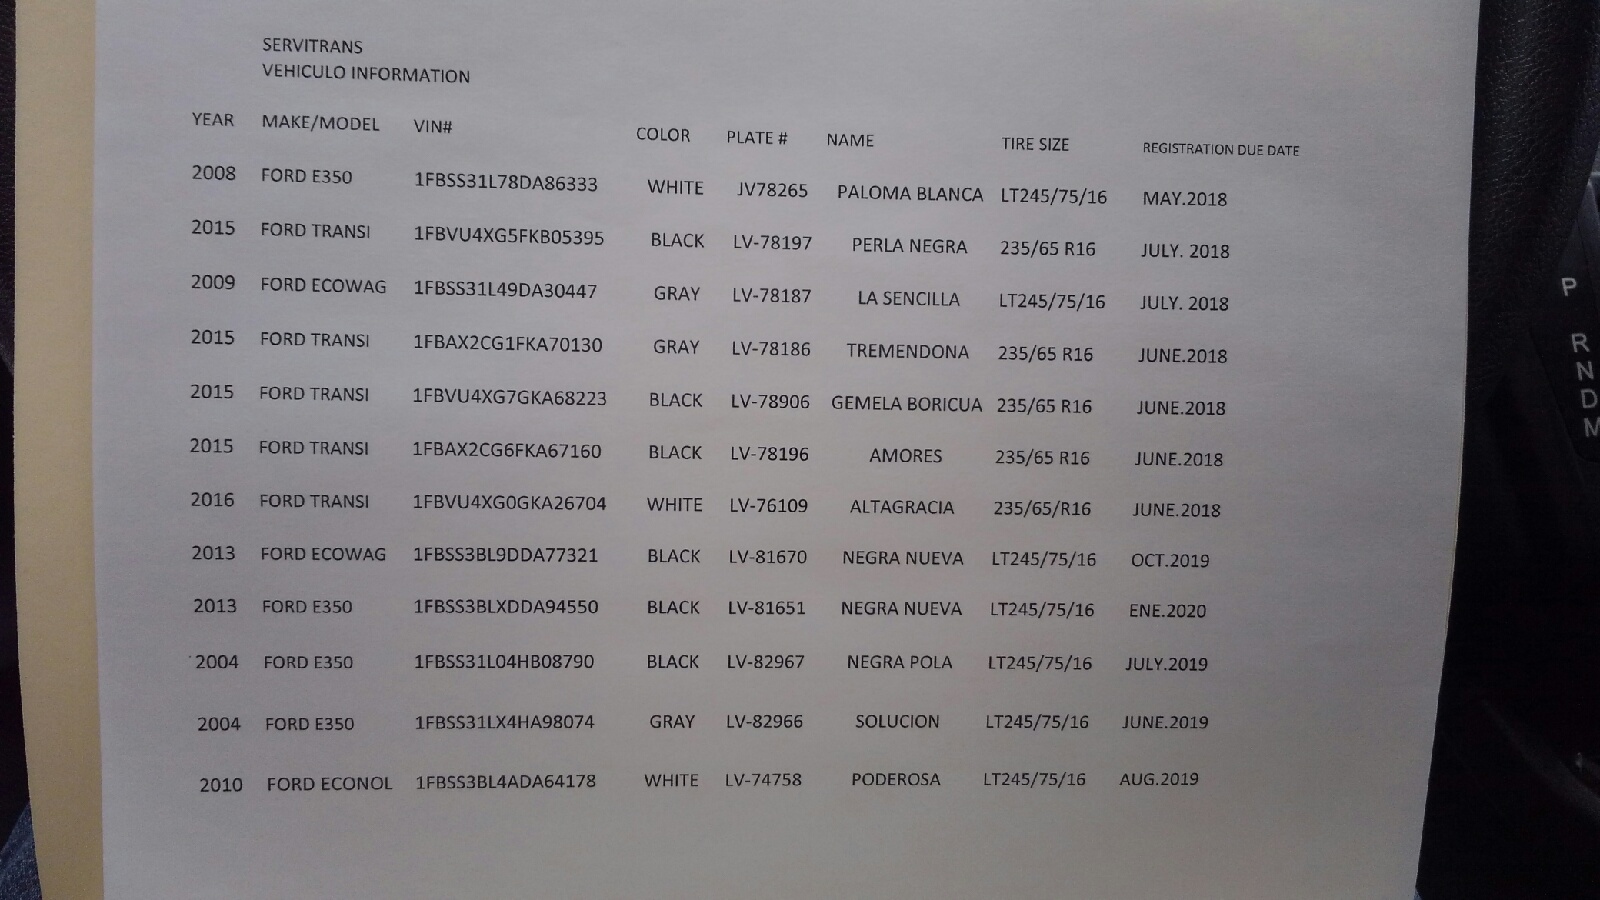 SERVITRANS
VEHICULO INFORMATION
YEAR MAKE/MODEL VIN# COLOR PLATE # NAME TIRE SIZE REGISTRATION DUE DATE
2008 FORD E350 1FBSS31L78DA86333 WHITE JV78265 PALOMA BLANCA LT245/75/16 MAY.2018
2015 FORD TRANSI 1FBVU4XG5FKB05395 BLACK LV-78197 PERLA NEGRA 235/65 R16 JULY. 2018
2009 FORD ECOWAG 1FBSS31L49DA30447 GRAY LV-78187 LA SENCILLA LT245/75/16 JULY. 2018
2015 FORD TRANSI 1FBAX2CG1FKA70130 GRAY LV-78186 TREMENDONA 235/65 R16 JUNE.2018
2015 FORD TRANSI 1FBVU4XG7GKA68223 BLACK LV-78906 GEMELA BORICUA 235/65 R16 JUNE.2018
2015 FORD TRANSI 1FBAX2CG6FKA67160 BLACK LV-78196 AMORES 235/65 R16 JUNE.2018
2016 FORD TRANSI 1FBVU4XG0GKA26704 WHITE LV-76109 ALTAGRACIA 235/65/R16 JUNE.2018
2013 FORD ECOWAG 1FBSS3BL9DDA77321 BLACK LV-81670 NEGRA NUEVA LT245/75/16 OCT.2019
2013 FORD E350 1FBSS3BLXDDA94550 BLACK LV-81651 NEGRA NUEVA LT245/75/16 ENE.2020
2004 FORD E350 1FBSS31L04HB08790 BLACK LV-82967 NEGRA POLA LT245/75/16 JULY.2019
2004 FORD E350 1FBSS31LX4HA98074 GRAY LV-82966 SOLUCION LT245/75/16 JUNE.2019
2010 FORD ECONOL 1FBSS3BL4ADA64178 WHITE LV-74758 PODEROSA LT245/75/16 AUG.2019
P
R
N
D
M